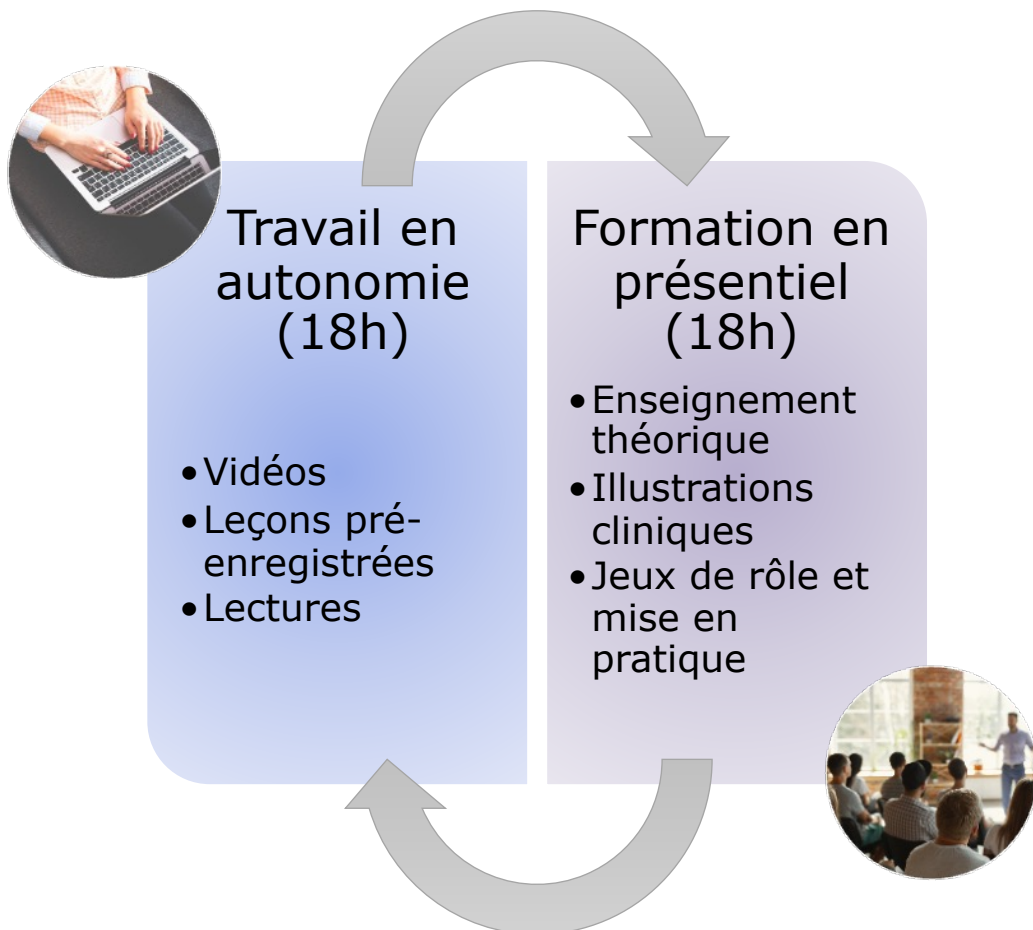 Travail en
autonomie
(18h)
•Vidéos
•Leçons pré-
enregistrées
•Lectures
Formation en
présentiel
(18h)
•Enseignement
théorique
•Illustrations
cliniques
•Jeux de rôle et
mise en
pratique